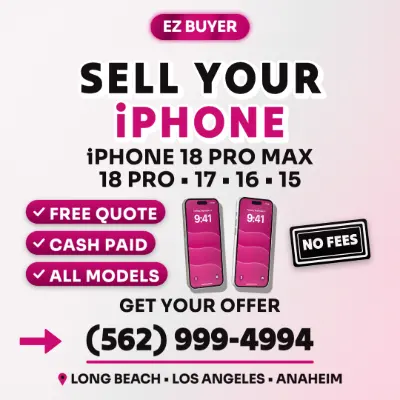 EZ BUYER
SELL YOUR
iPHONE
iPHONE 18 PRO MAX
18 PRO ▪ 17 ▪ 16 ▪ 15
✓ FREE QUOTE
✓ CASH PAID
✓ ALL MODELS
9:41
9:41
NO FEES
GET YOUR OFFER
(562) 999-4994
LONG BEACH ▪ LOS ANGELES ▪ ANAHEIM